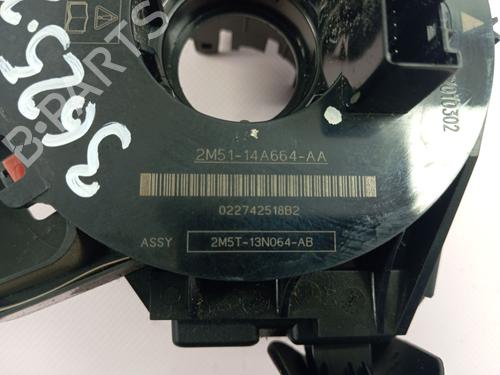 2M51-14A664-AA
022742518B2
ASSY 2M5T-13N064-AB
B-PARTS